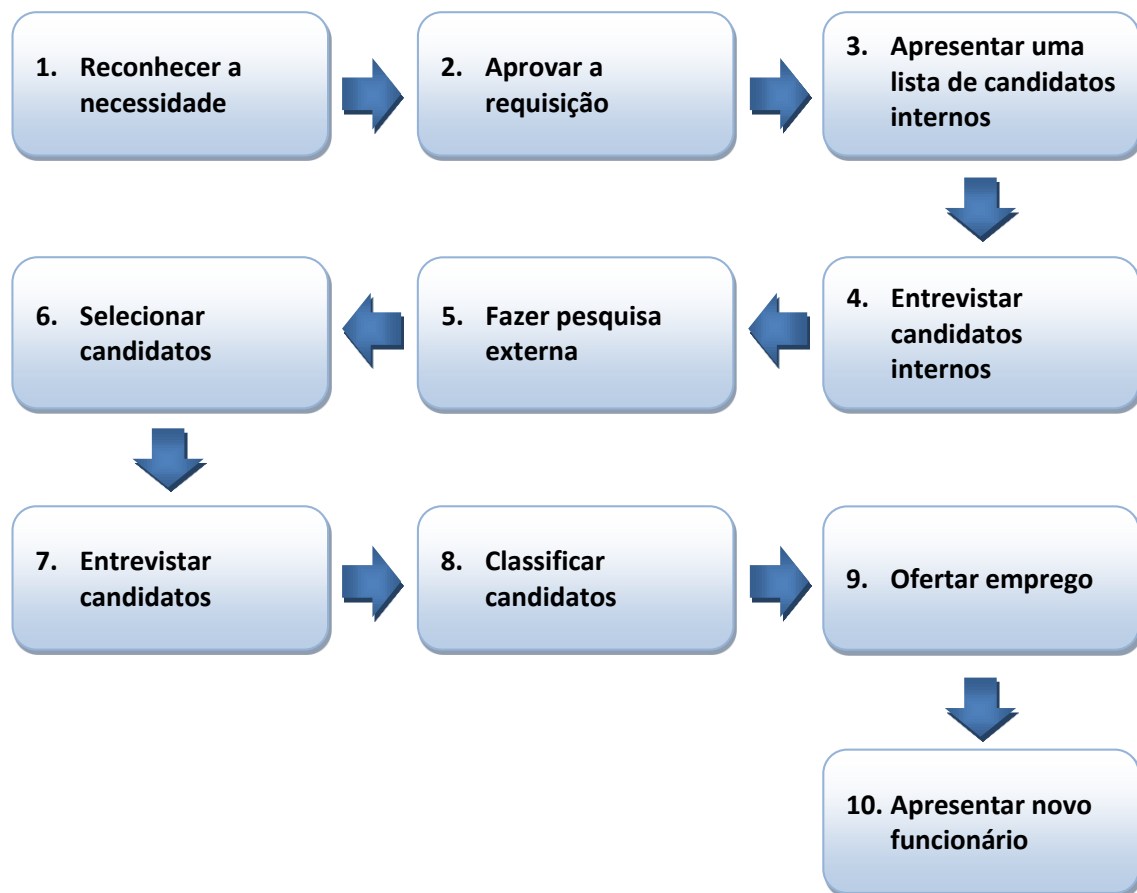 1. Reconhecer a
necessidade
2. Aprovar a
requisição
3. Apresentar uma
lista de candidatos
internos
4. Entrevistar
candidatos
internos
5. Fazer pesquisa
externa
6. Selecionar
candidatos
7. Entrevistar
candidatos
8. Classificar
candidatos
9. Ofertar emprego
10. Apresentar novo
funcionário